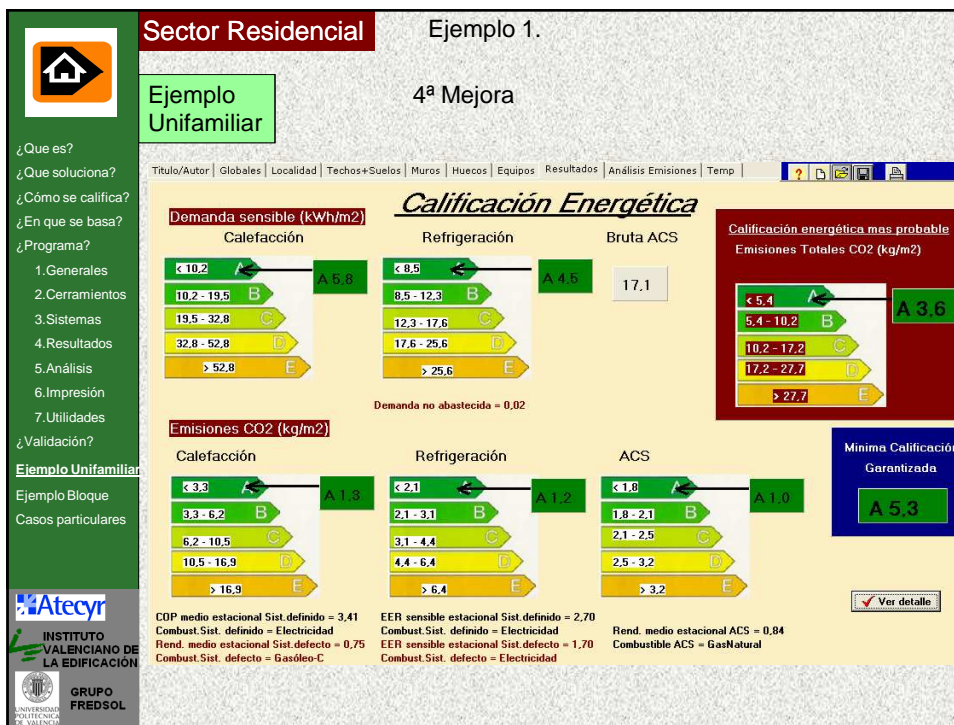 Sector Residencial
Ejemplo 1.
Ejemplo
Unifamiliar
4ª Mejora
¿Que es?
¿Que soluciona?
¿Cómo se califica?
¿En que se basa?
¿Programa?
1.Generales
2.Cerramientos
3.Sistemas
4.Resultados
5.Análisis
6.Impresión
7.Utilidades
¿Validación?
Ejemplo Unifamiliar
Ejemplo Bloque
Casos particulares
Atecyr
INSTITUTO
VALENCIANO DE
LA EDIFICACIÓN
UNIVERSIDAD
POLITECNICA
DE VALENCIA
GRUPO
FREDSOL
Titulo/Autor Globales Localidad Techos+Suelos Muros Huecos Equipos Resultados Análisis Emisiones Temp
?
Calificación Energética
Demanda sensible (kWh/m2)
Calefacción
< 10,2 A
10,2 - 19,5 B
19,5 - 32,8 C
32,8 - 52,8 D
> 52,8 E
A 5,8
Refrigeración
< 8,5 A
8,5 - 12,3 B
12,3 - 17,6 C
17,6 - 25,6 D
> 25,6 E
A 4,5
Bruta ACS
17,1
Demanda no abastecida = 0,02
Calificación energética mas probable
Emisiones Totales CO2 (kg/m2)
< 5,4 A
5,4 - 10,2 B
10,2 - 17,2 C
17,2 - 27,7 D
> 27,7 E
A 3,6
Emisiones CO2 (kg/m2)
Calefacción
< 3,3 A
3,3 - 6,2 B
6,2 - 10,5 C
10,5 - 16,9 D
> 16,9 E
A 1,3
Refrigeración
< 2,1 A
2,1 - 3,1 B
3,1 - 4,4 C
4,4 - 6,4 D
> 6,4 E
A 1,2
ACS
< 1,8 A
1,8 - 2,1 B
2,1 - 2,5 C
2,5 - 3,2 D
> 3,2 E
A 1,0
Minima Calificación
Garantizada
A 5,3
Ver detalle
COP medio estacional Sist.definido = 3,41
Combust.Sist. definido = Electricidad
Rend. medio estacional Sist.defecto = 0,75
Combust.Sist. defecto = Gasóleo-C
EER sensible estacional Sist.definido = 2,70
Combust.Sist. definido = Electricidad
EER sensible estacional Sist.defecto = 1,70
Combust.Sist. defecto = Electricidad
Rend. medio estacional ACS = 0,84
Combustible ACS = GasNatural